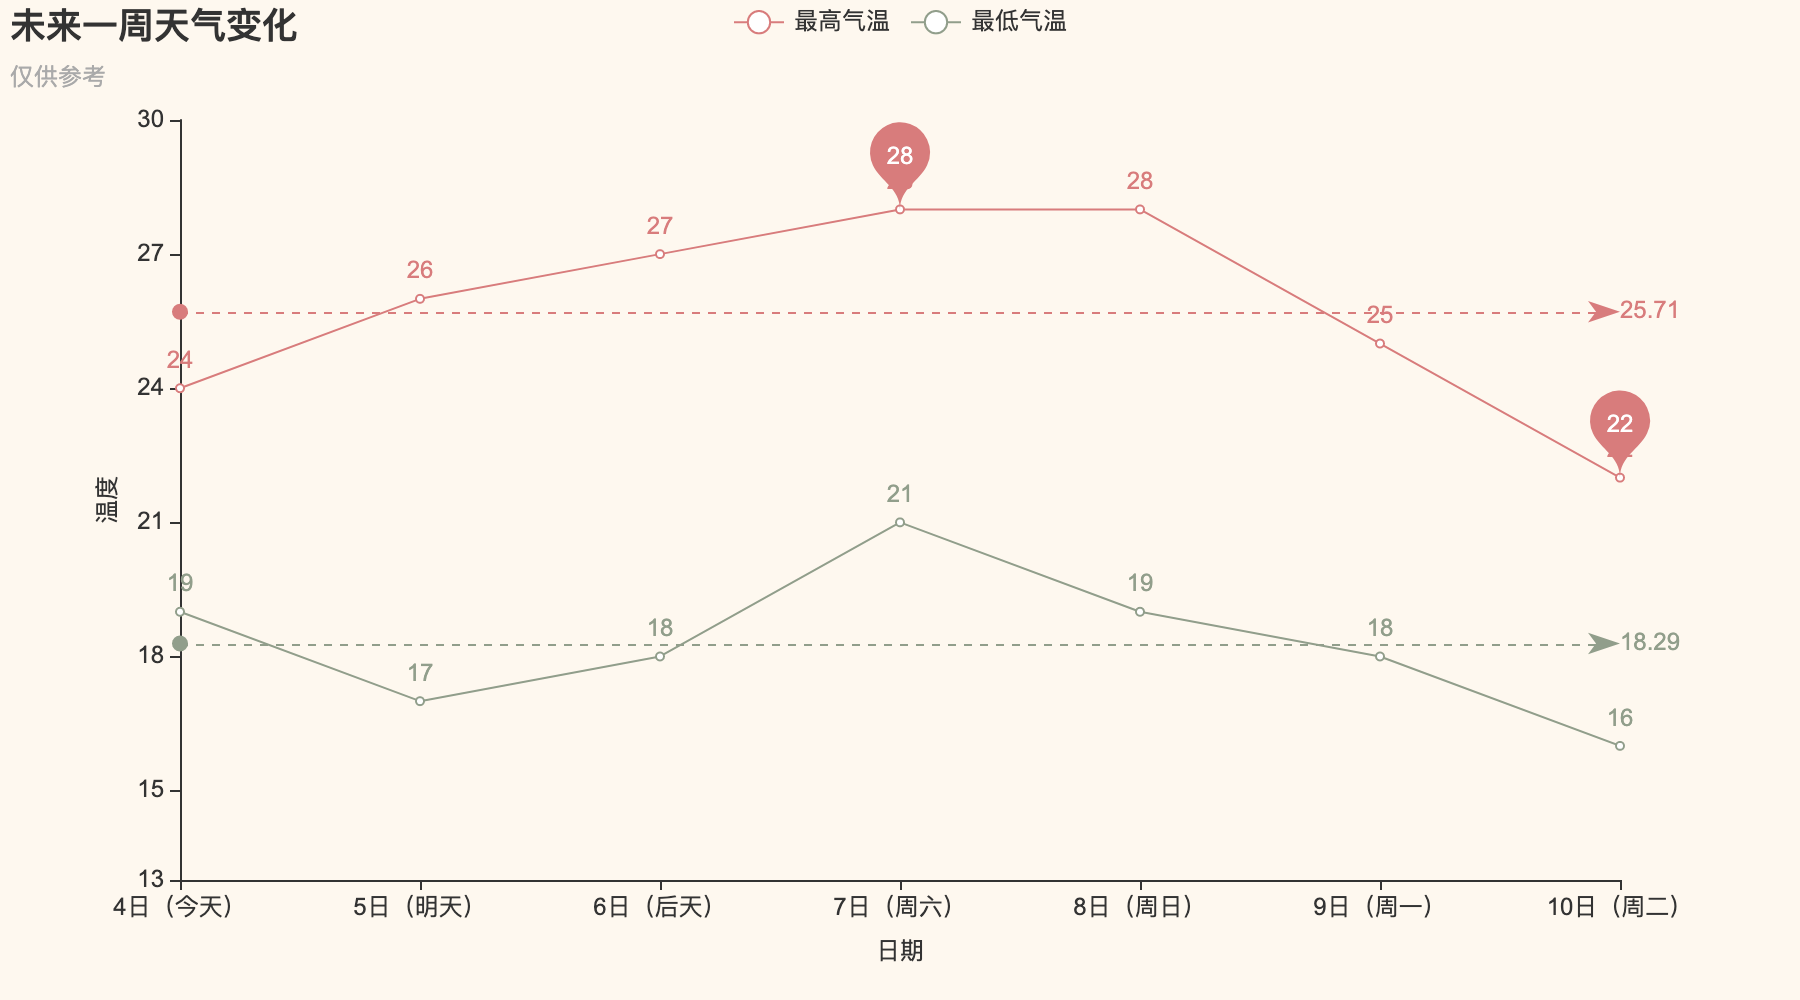 未来一周天气变化
仅供参考
最高气温
最低气温
30
27
24
21
18
15
13
温度
24
26
27
28
28
25
22
25.71
19
17
18
21
19
18
16
18.29
4日（今天）
5日（明天）
6日（后天）
7日（周六）
8日（周日）
9日（周一）
10日（周二）
日期